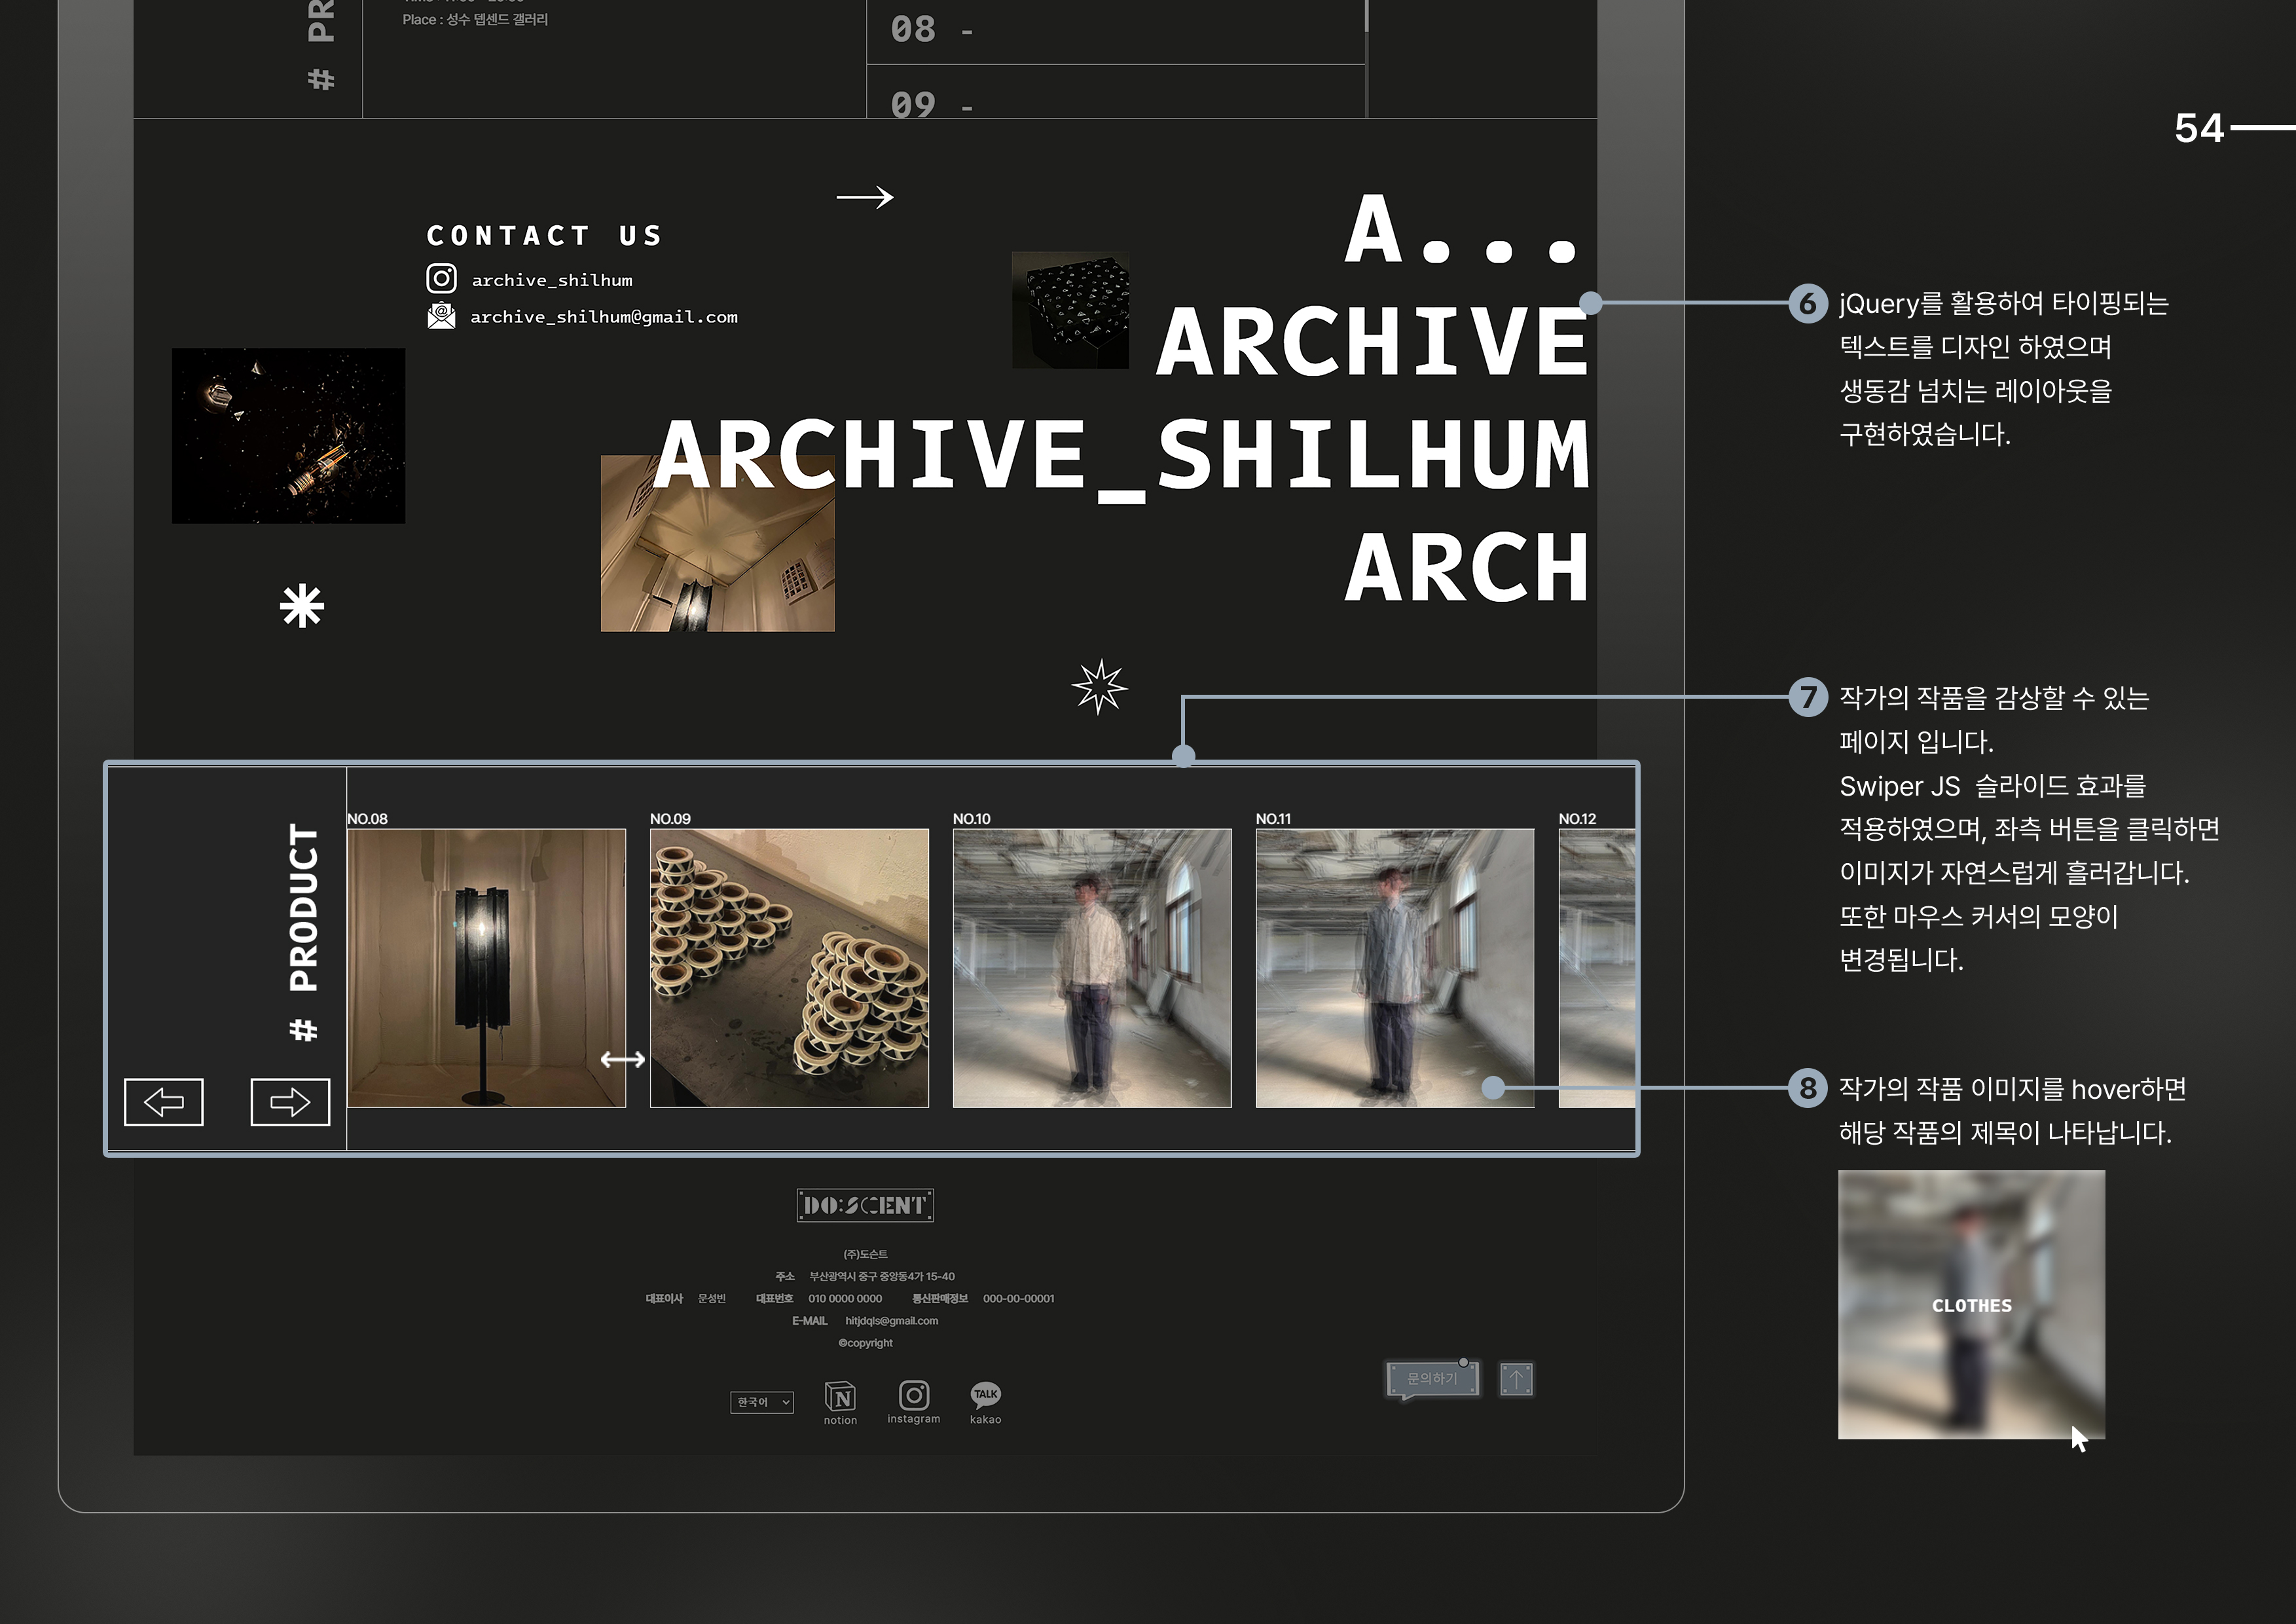 # PR
Place : 성수 뎁센드 갤러리
08 -
09 -
54
CONTACT US
archive_shilhum
archive_shilhum@gmail.com
A...
ARCHIVE
ARCHIVE_SHILHUM
ARCH
6 jQuery를 활용하여 타이핑되는
텍스트를 디자인 하였으며
생동감 넘치는 레이아웃을
구현하였습니다.
7 작가의 작품을 감상할 수 있는
페이지 입니다.
Swiper JS 슬라이드 효과를
적용하였으며, 좌측 버튼을 클릭하면
이미지가 자연스럽게 흘러갑니다.
또한 마우스 커서의 모양이
변경됩니다.
# PRODUCT
NO.08
NO.09
NO.10
NO.11
NO.12
8 작가의 작품 이미지를 hover하면
해당 작품의 제목이 나타납니다.
CLOTHES
DO:SCENT
(주)도슨트
주소 부산광역시 중구 중앙동4가 15-40
대표이사 문성빈 대표번호 010 0000 0000 통신판매정보 000-00-00001
E-MAIL hitjdqls@gmail.com
©copyright
한국어
N
notion
instagram
TALK
kakao
문의하기